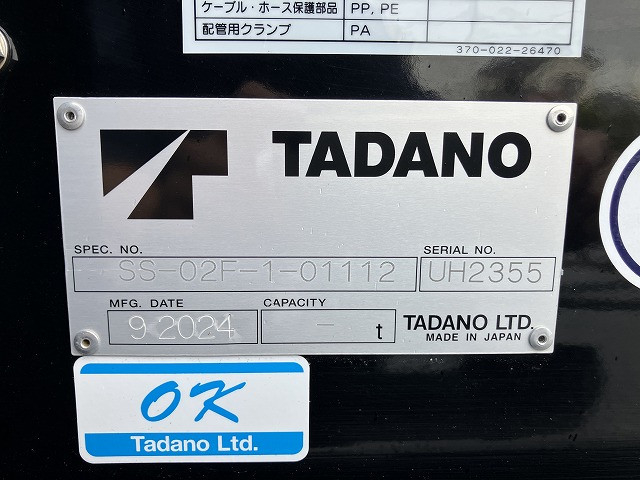 ケーブル・ホース保護部品 PP, PE
配管用クランプ PA
370-022-26470
TADANO
SPEC. NO. SERIAL NO.
SS-02F-1-01112 UH2355
MFG. DATE CAPACITY
9 2024 - t TADANO LTD.
MADE IN JAPAN
OK
Tadano Ltd.